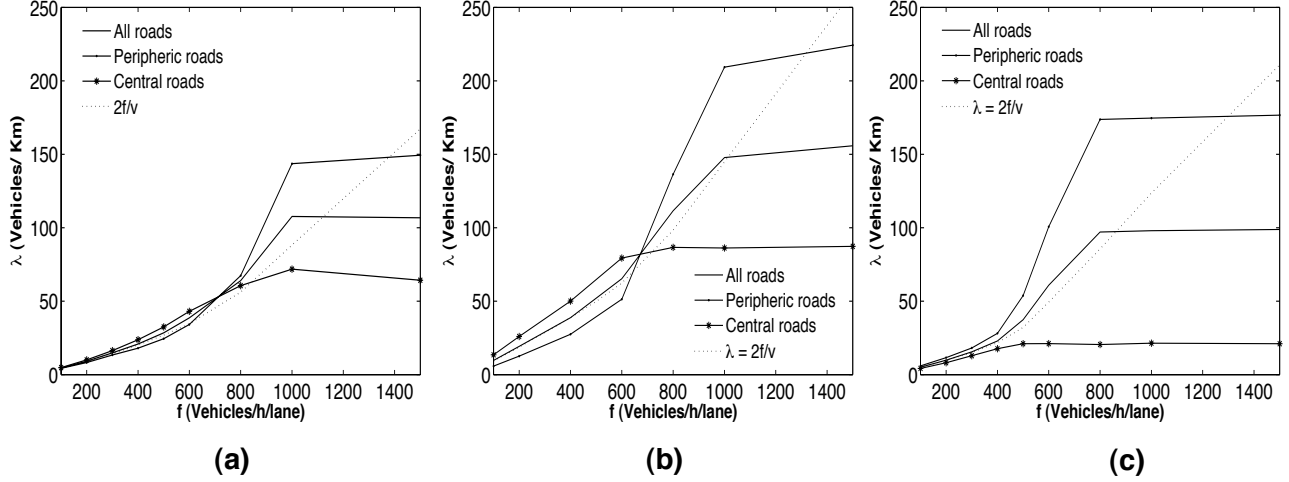 250
200
150
100
50
0
λ (Vehicles/ Km)
All roads
Peripheric roads
Central roads
2f/v
200 400 600 800 1000 1200 1400
f (Vehicles/h/lane)
(a)
250
200
150
100
50
0
λ (Vehicles/ Km)
All roads
Peripheric roads
Central roads
λ = 2f/v
200 400 600 800 1000 1200 1400
f (Vehicles/h/lane)
(b)
250
200
150
100
50
0
λ (Vehicles/ Km)
All roads
Peripheric roads
Central roads
λ = 2f/v
200 400 600 800 1000 1200 1400
f (Vehicles/h/lane)
(c)